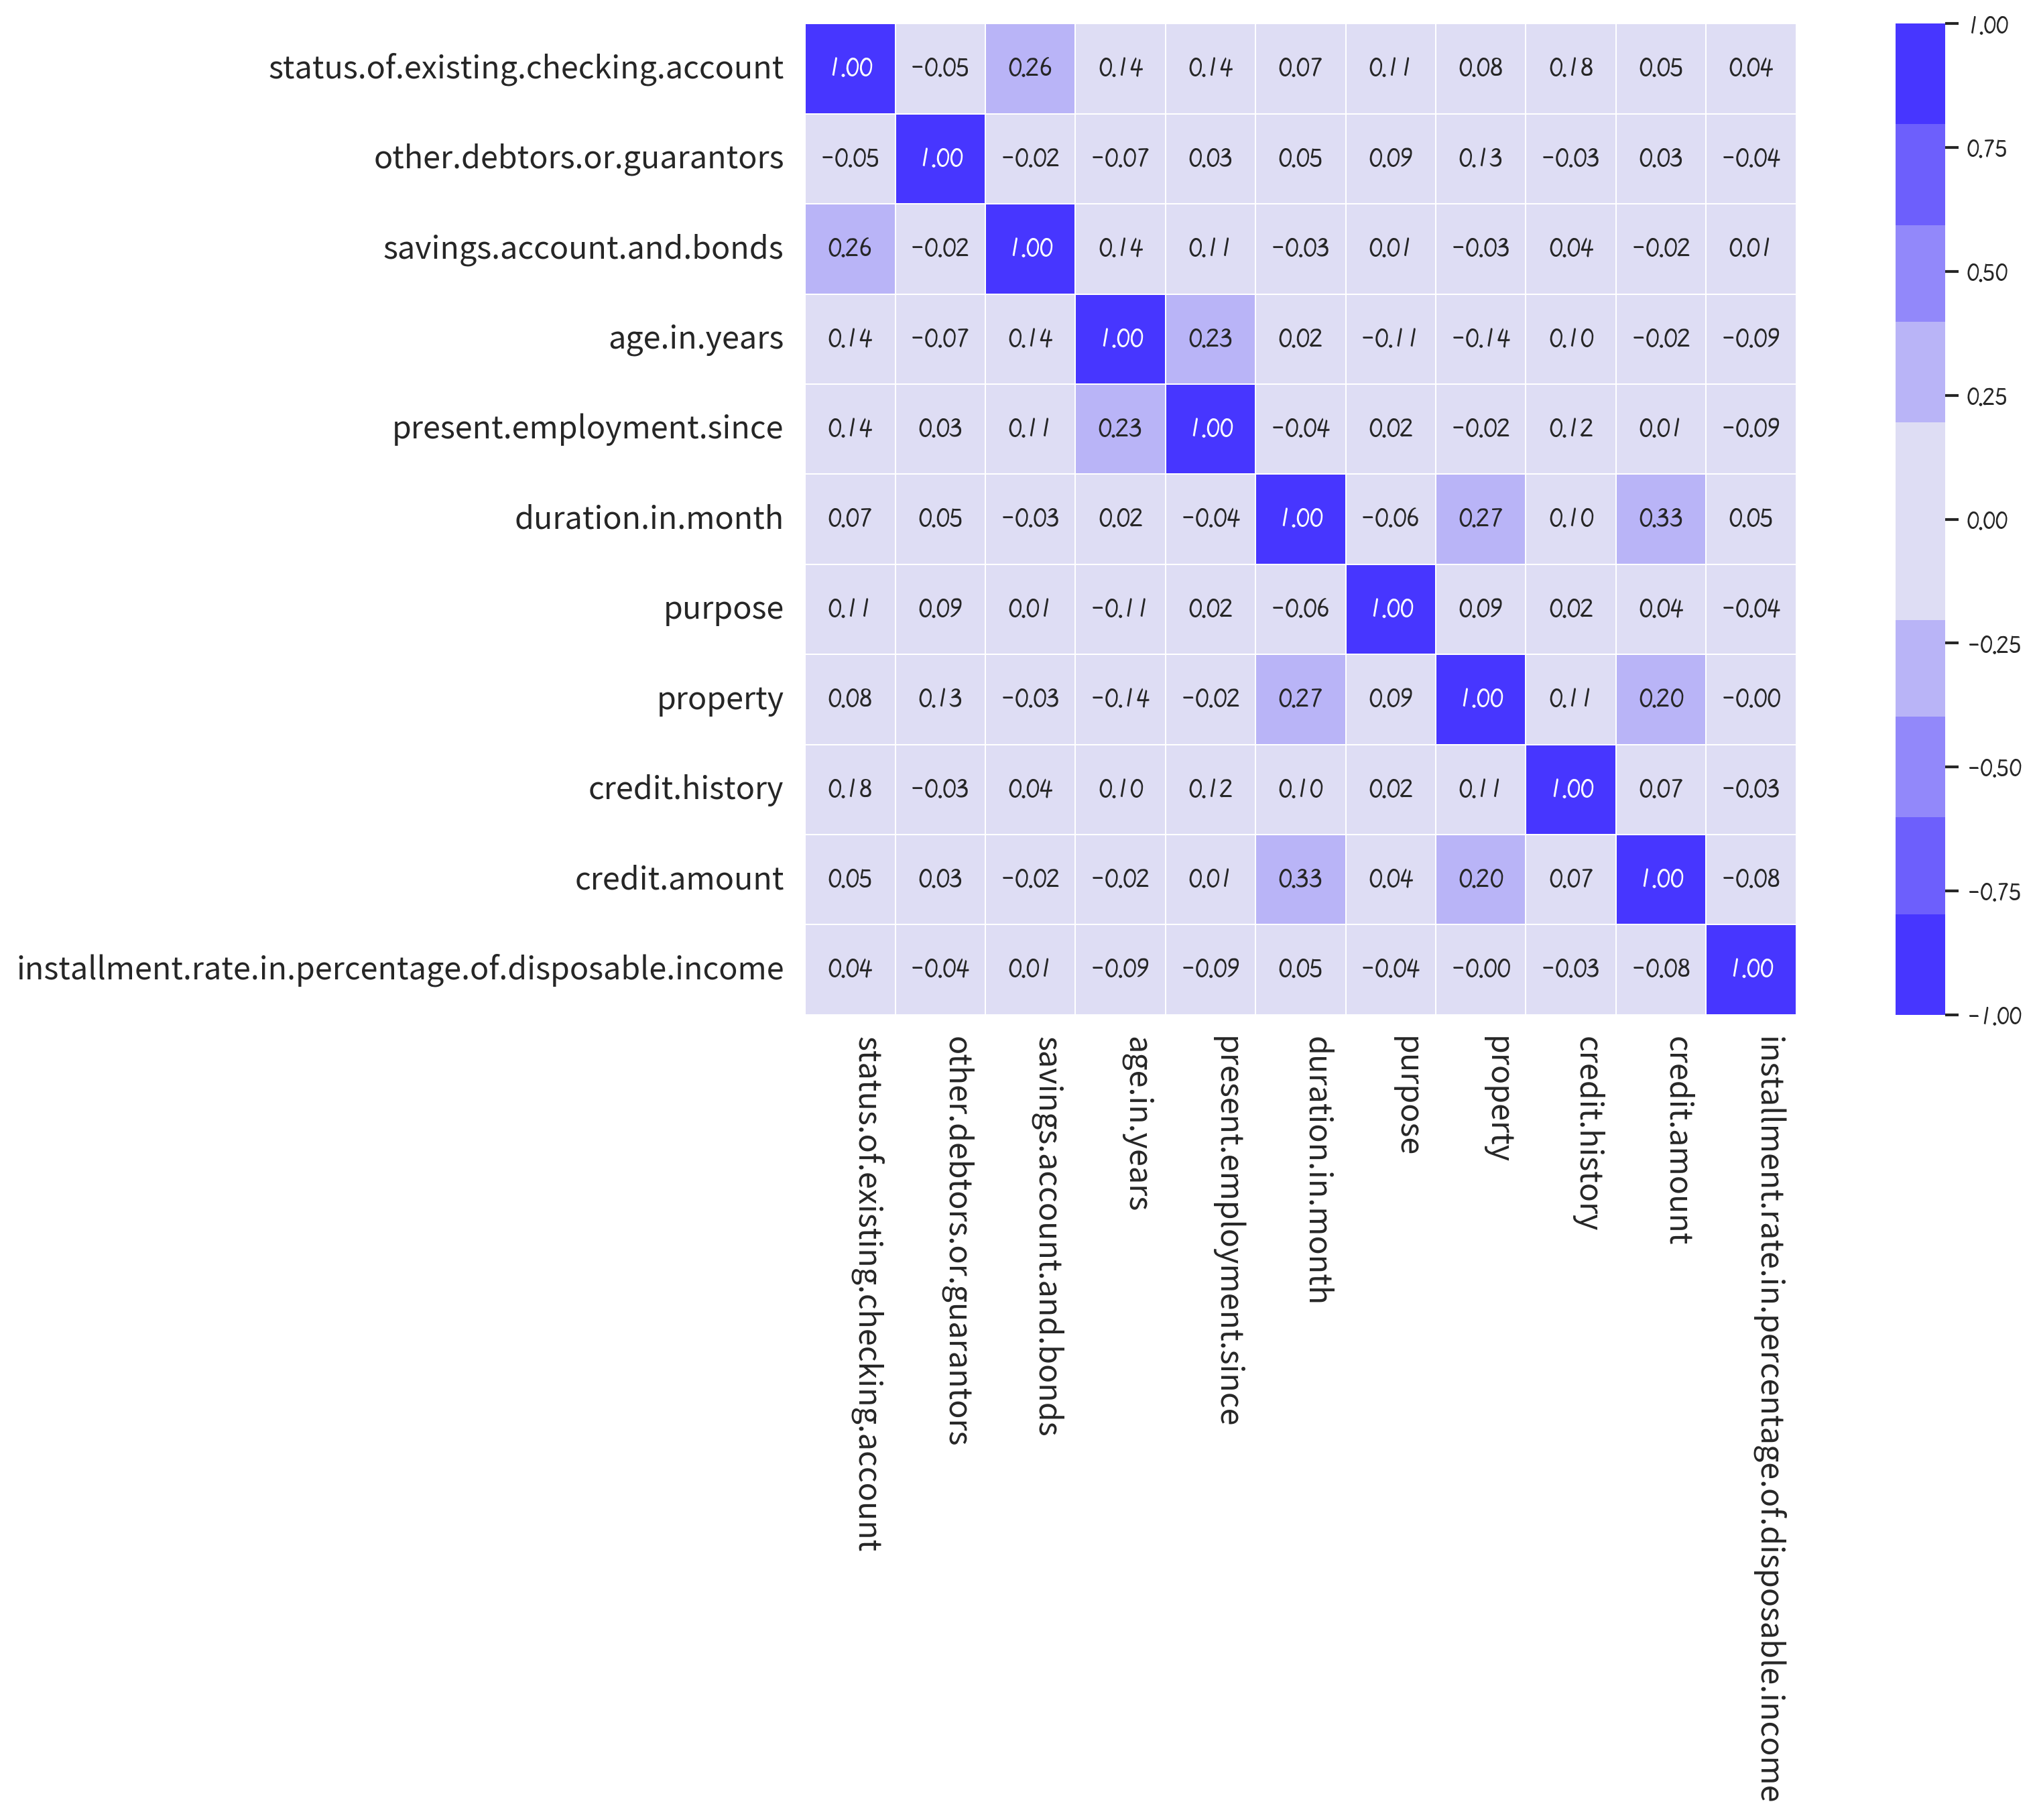 status.of.existing.checking.account 1.00 −0.05 0.26 0.14 0.14 0.07 0.11 0.08 0.18 0.05 0.04
other.debtors.or.guarantors −0.05 1.00 −0.02 −0.07 0.03 0.05 0.09 0.13 −0.03 0.03 −0.04
savings.account.and.bonds 0.26 −0.02 1.00 0.14 0.11 −0.03 0.01 −0.03 0.04 −0.02 0.01
age.in.years 0.14 −0.07 0.14 1.00 0.23 0.02 −0.11 −0.14 0.10 −0.02 −0.09
present.employment.since 0.14 0.03 0.11 0.23 1.00 −0.04 0.02 −0.02 0.12 0.01 −0.09
duration.in.month 0.07 0.05 −0.03 0.02 −0.04 1.00 −0.06 0.27 0.10 0.33 0.05
purpose 0.11 0.09 0.01 −0.11 0.02 −0.06 1.00 0.09 0.02 0.04 −0.04
property 0.08 0.13 −0.03 −0.14 −0.02 0.27 0.09 1.00 0.11 0.20 −0.00
credit.history 0.18 −0.03 0.04 0.10 0.12 0.10 0.02 0.11 1.00 0.07 −0.03
credit.amount 0.05 0.03 −0.02 −0.02 0.01 0.33 0.04 0.20 0.07 1.00 −0.08
installment.rate.in.percentage.of.disposable.income 0.04 −0.04 0.01 −0.09 −0.09 0.05 −0.04 −0.00 −0.03 −0.08 1.00
status.of.existing.checking.account
other.debtors.or.guarantors
savings.account.and.bonds
age.in.years
present.employment.since
duration.in.month
purpose
property
credit.history
credit.amount
installment.rate.in.percentage.of.disposable.income
1.00
0.75
0.50
0.25
0.00
−0.25
−0.50
−0.75
−1.00